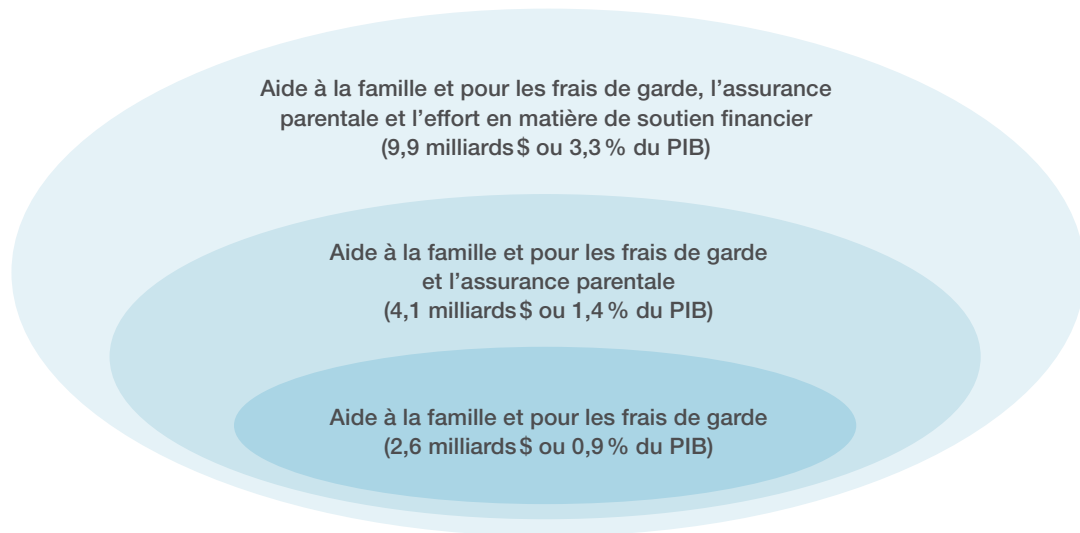 Aide à la famille et pour les frais de garde, l’assurance
parentale et l’effort en matière de soutien financier
(9,9 milliards $ ou 3,3 % du PIB)
Aide à la famille et pour les frais de garde
et l’assurance parentale
(4,1 milliards $ ou 1,4 % du PIB)
Aide à la famille et pour les frais de garde
(2,6 milliards $ ou 0,9 % du PIB)